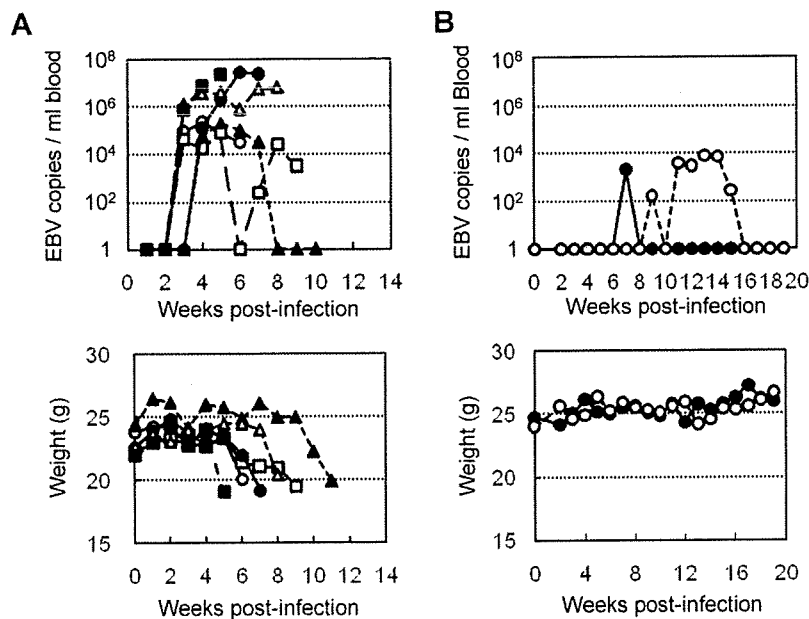 A
EBV copies / ml blood
10⁸
10⁶
10⁴
10²
1
0 2 4 6 8 10 12 14
Weeks post-infection
B
EBV copies / ml Blood
10⁸
10⁶
10⁴
10²
1
0 2 4 6 8 10 12 14 16 18 20
Weeks post-infection
Weight (g)
30
25
20
15
0 2 4 6 8 10 12 14
Weeks post-infection
Weight (g)
30
25
20
15
0 4 8 12 16 20
Weeks post-infection